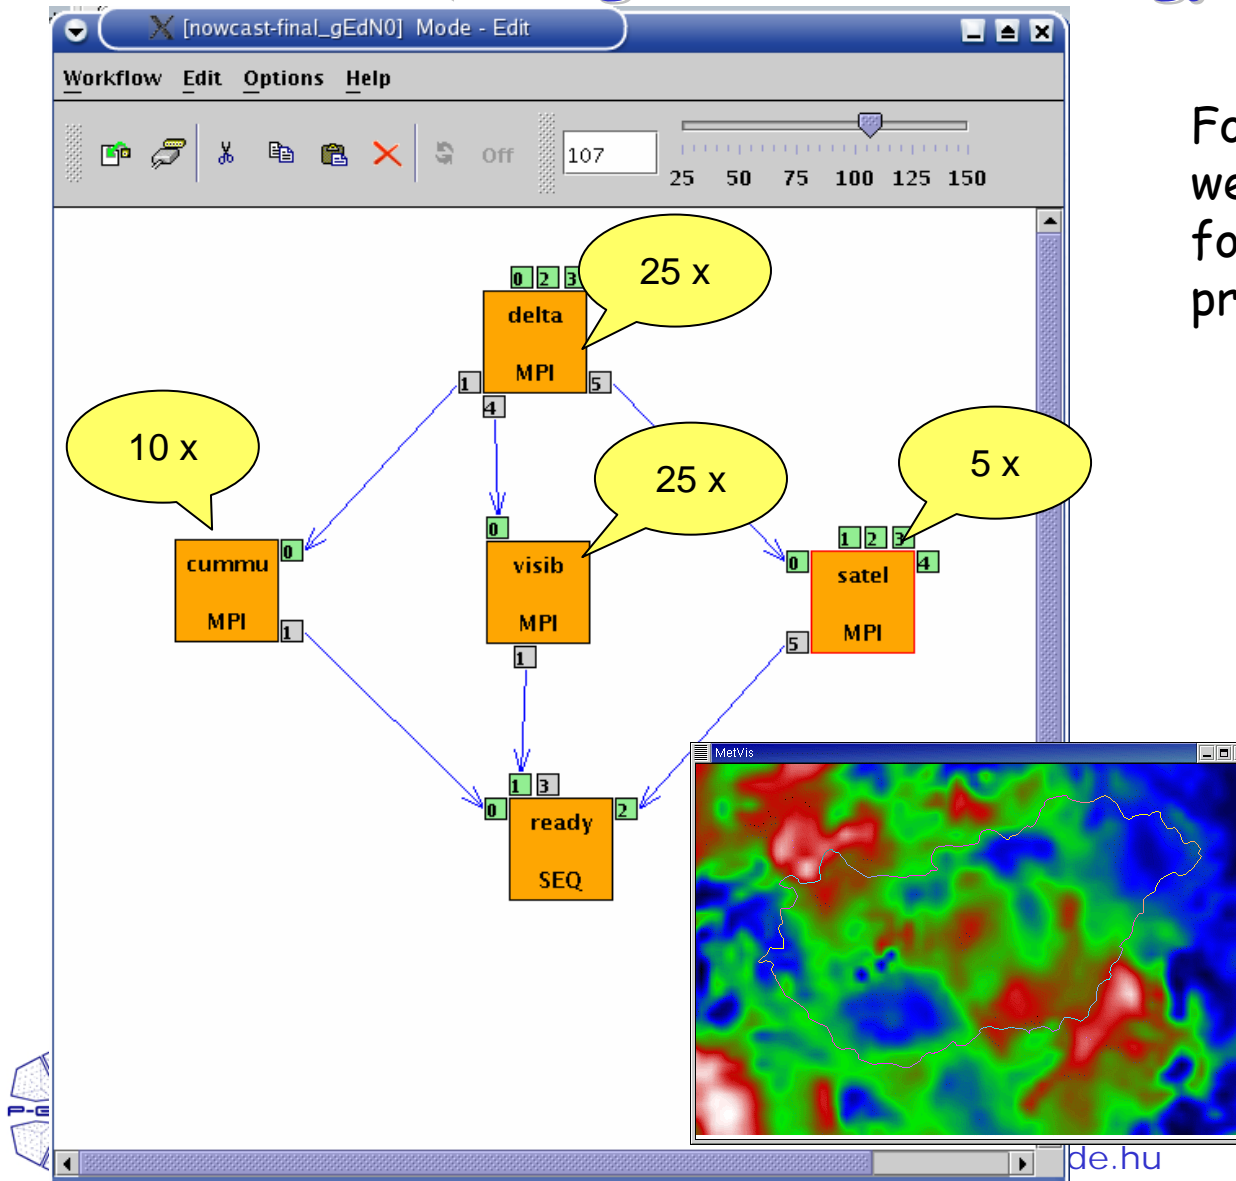 [nowcast-final_gEdN0] Mode - Edit
Workflow Edit Options Help
Off 107
25 50 75 100 125 150
0 2 3
delta
MPI
1 4 5
25 x
10 x
25 x
5 x
0
cummu
MPI
1
0
visib
MPI
1
1 2 3
0 4
satel
MPI
5
1 3
0 2
ready
SEQ
MetVis
de.hu